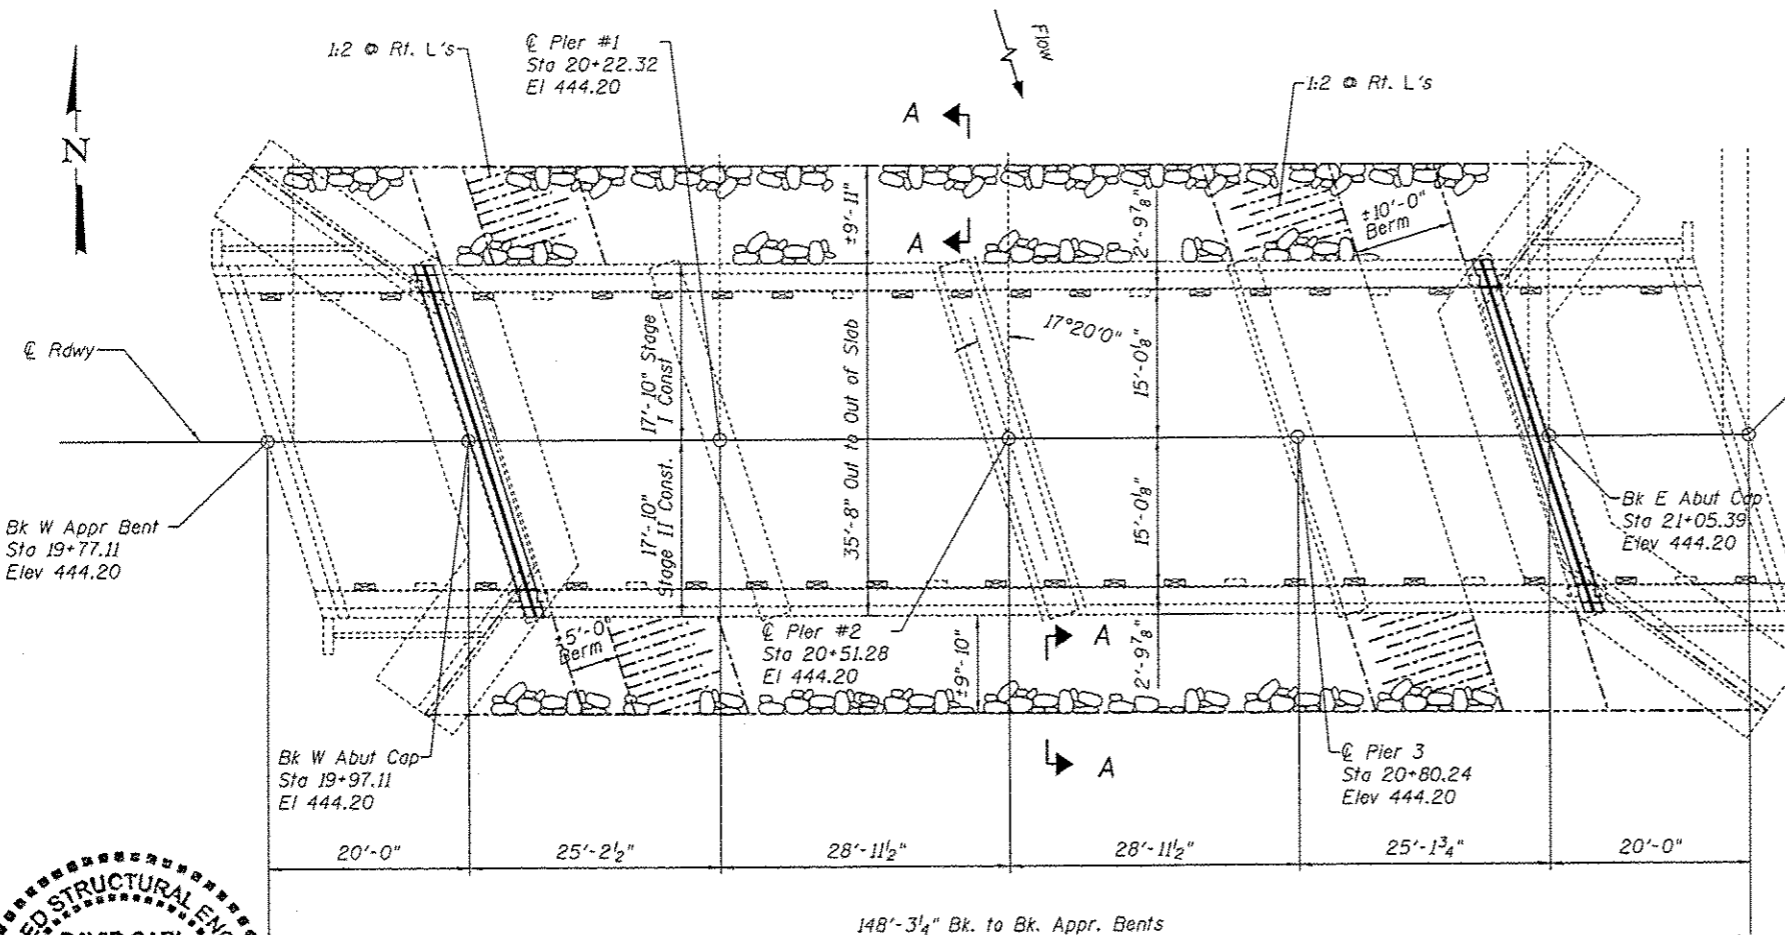 1:2 @ Rt. L's
℄ Pier #1
Sta 20+22.32
El 444.20
Flow
1:2 @ Rt. L's
A
N
A
±9'-11"
2'-9⅞"
±10'-0"
Berm
17°20'0"
℄ Rdwy
17'-10" Stage
I Const
35'-8" Out to Out of Slab
15'-0⅛"
17'-10"
Stage II Const.
15'-0⅛"
Bk W Appr Bent
Sta 19+77.11
Elev 444.20
Bk E Abut Cap
Sta 21+05.39
Elev 444.20
±5'-0"
Berm
℄ Pier #2
Sta 20+51.28
El 444.20
±9'-10"
A
2'-9⅞"
Bk W Abut Cap
Sta 19+97.11
El 444.20
A
℄ Pier 3
Sta 20+80.24
Elev 444.20
20'-0"
25'-2½"
28'-11½"
28'-11½"
25'-1¾"
20'-0"
148'-3¼" Bk. to Bk. Appr. Bents
STRUCTURAL